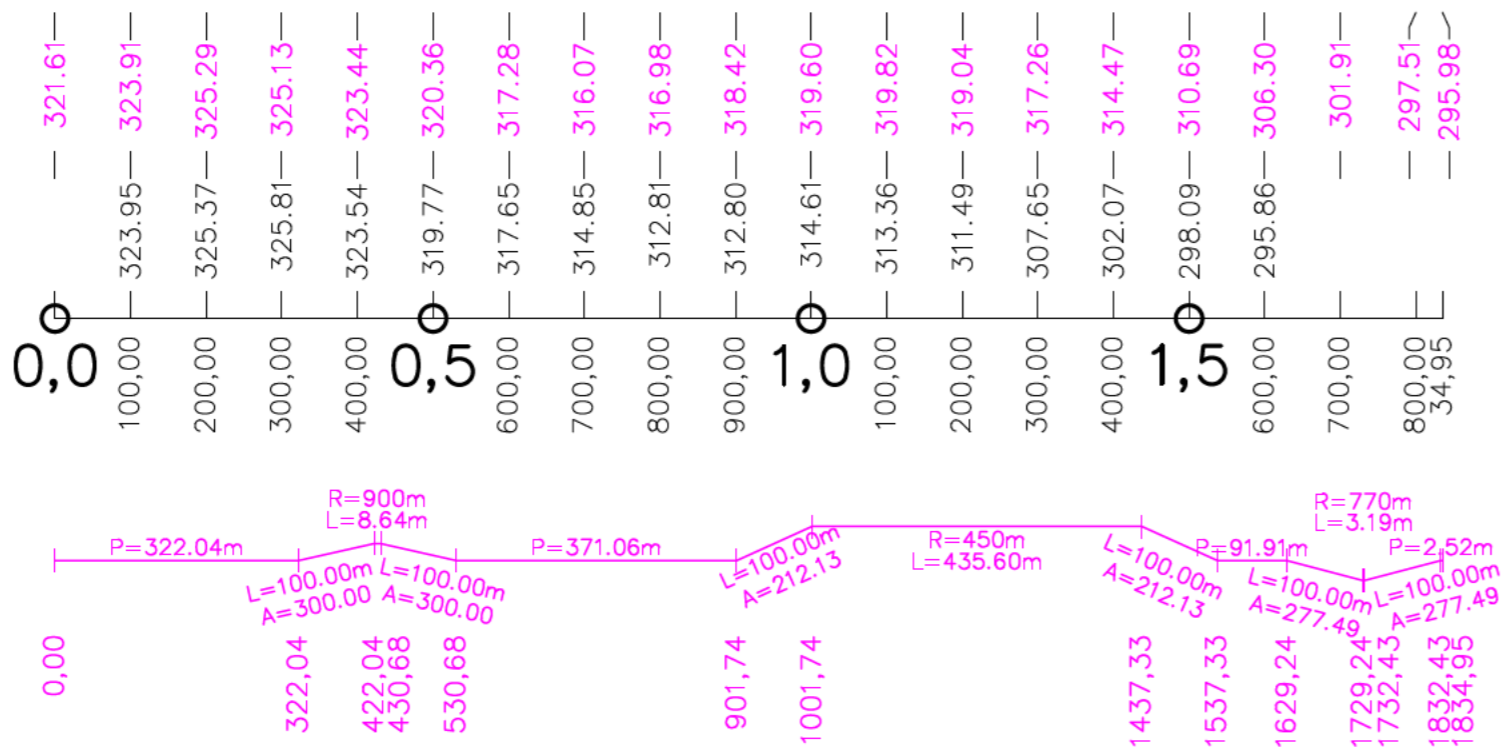 321.61 323.91 325.29 325.13 323.44 320.36 317.28 316.07 316.98 318.42 319.60 319.82 319.04 317.26 314.47 310.69 306.30 301.91 297.51 295.98
323.95 325.37 325.81 323.54 319.77 317.65 314.85 312.81 312.80 314.61 313.36 311.49 307.65 302.07 298.09 295.86
0,0 100,00 200,00 300,00 400,00 0,5 600,00 700,00 800,00 900,00 1,0 100,00 200,00 300,00 400,00 1,5 600,00 700,00 800,00 34,95
P=322.04m
L=100.00m
A=300.00
R=900m
L=8.64m
L=100.00m
A=300.00
P=371.06m
L=100.00m
A=212.13
R=450m
L=435.60m
L=100.00m
A=212.13
P=91.91m
L=100.00m
A=277.49
R=770m
L=3.19m
L=100.00m
A=277.49
P=2.52m
0,00 322,04 422,04 430,68 530,68 901,74 1001,74 1437,33 1537,33 1629,24 1729,24 1732,43 1832,43 1834,95